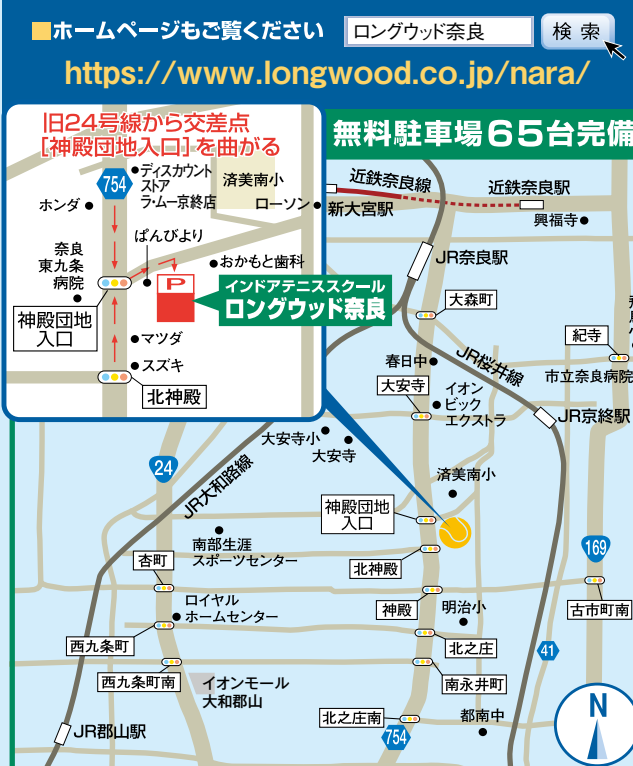 ■ホームページもご覧ください
ロングウッド奈良
検索
https://www.longwood.co.jp/nara/
旧24号線から交差点
[神殿団地入口]を曲がる
754
ディスカウント
ストア
ラ・ムー京終店
済美南小
ホンダ
ローソン
ぱんびより
奈良
東九条
病院
おかもと歯科
P
神殿団地
入口
マツダ
スズキ
北神殿
インドアテニススクール
ロングウッド奈良
無料駐車場65台完備
近鉄奈良線
近鉄奈良駅
新大宮駅
興福寺
JR奈良駅
大森町
紀寺
春日中
JR桜井線
市立奈良病院
大安寺
イオン
ビック
エクストラ
JR京終駅
大安寺小
大安寺
24
JR大和路線
済美南小
神殿団地
入口
南部生涯
スポーツセンター
北神殿
169
杏町
神殿
明治小
古市町南
ロイヤル
ホームセンター
西九条町
北之庄
41
西九条町南
イオンモール
大和郡山
南永井町
北之庄南
都南中
754
JR郡山駅
N